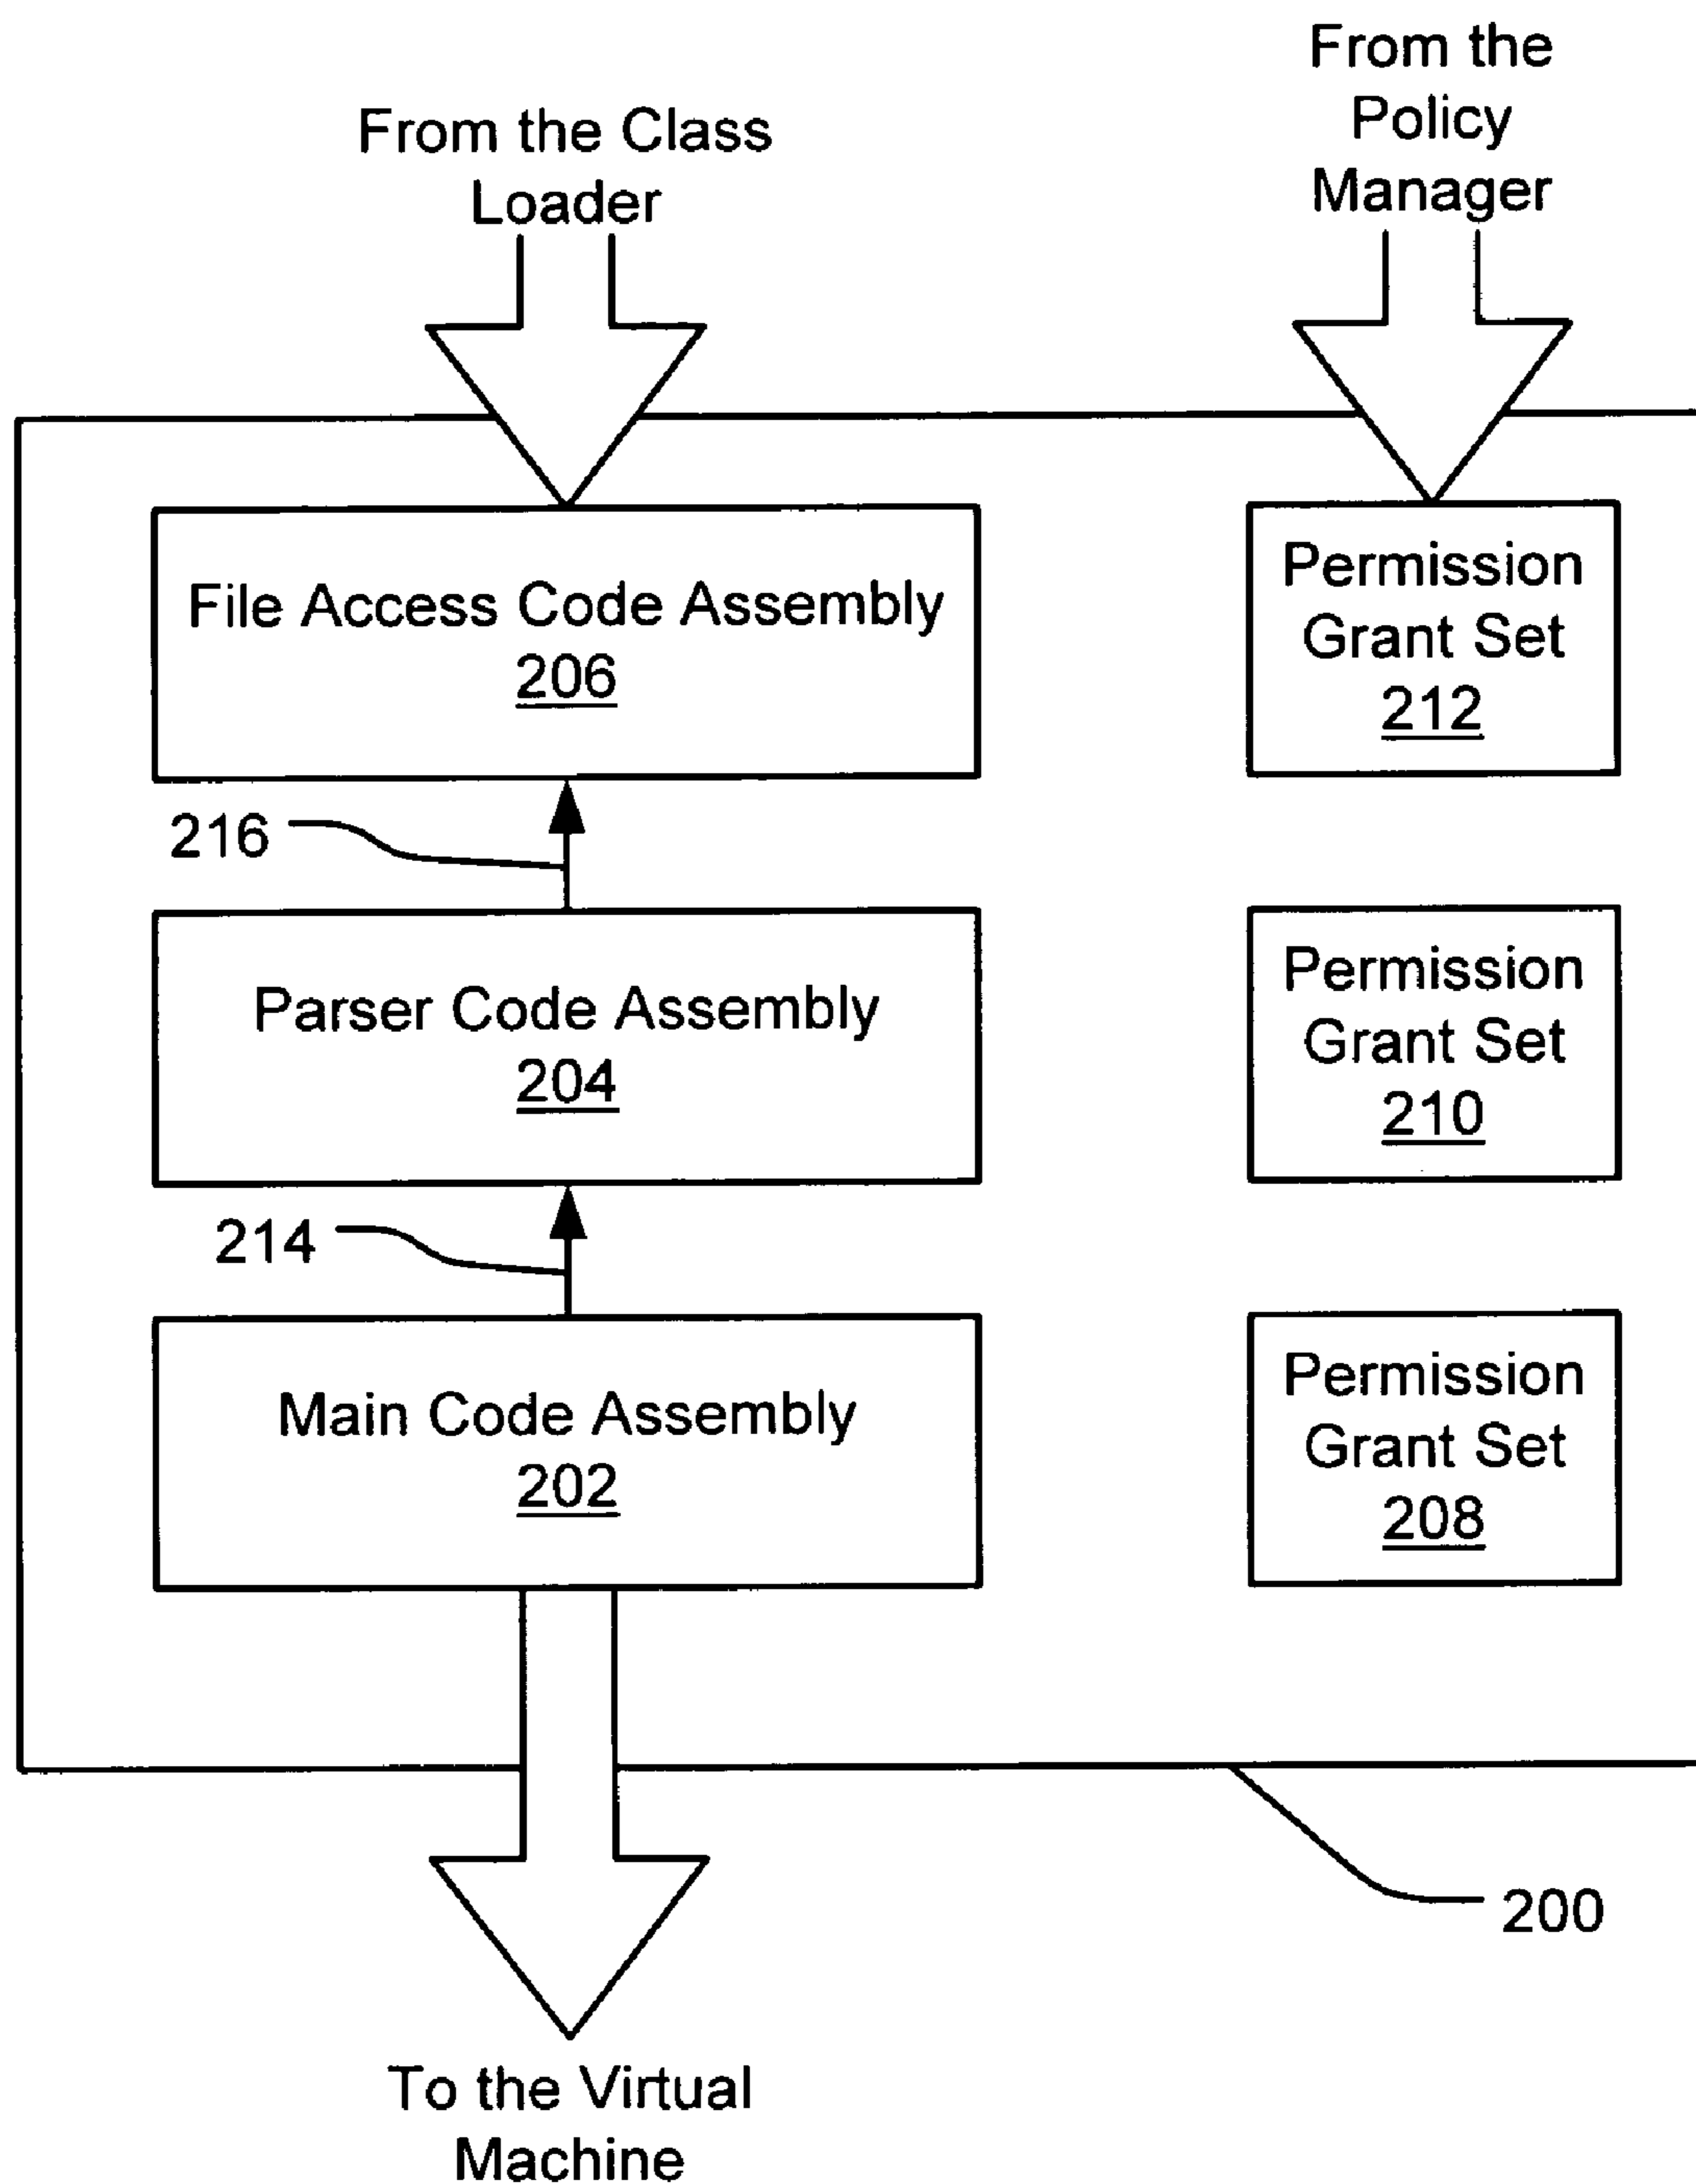 From the Class
Loader
From the
Policy
Manager
File Access Code Assembly
206
Permission
Grant Set
212
216
Parser Code Assembly
204
Permission
Grant Set
210
214
Main Code Assembly
202
Permission
Grant Set
208
200
To the Virtual
Machine